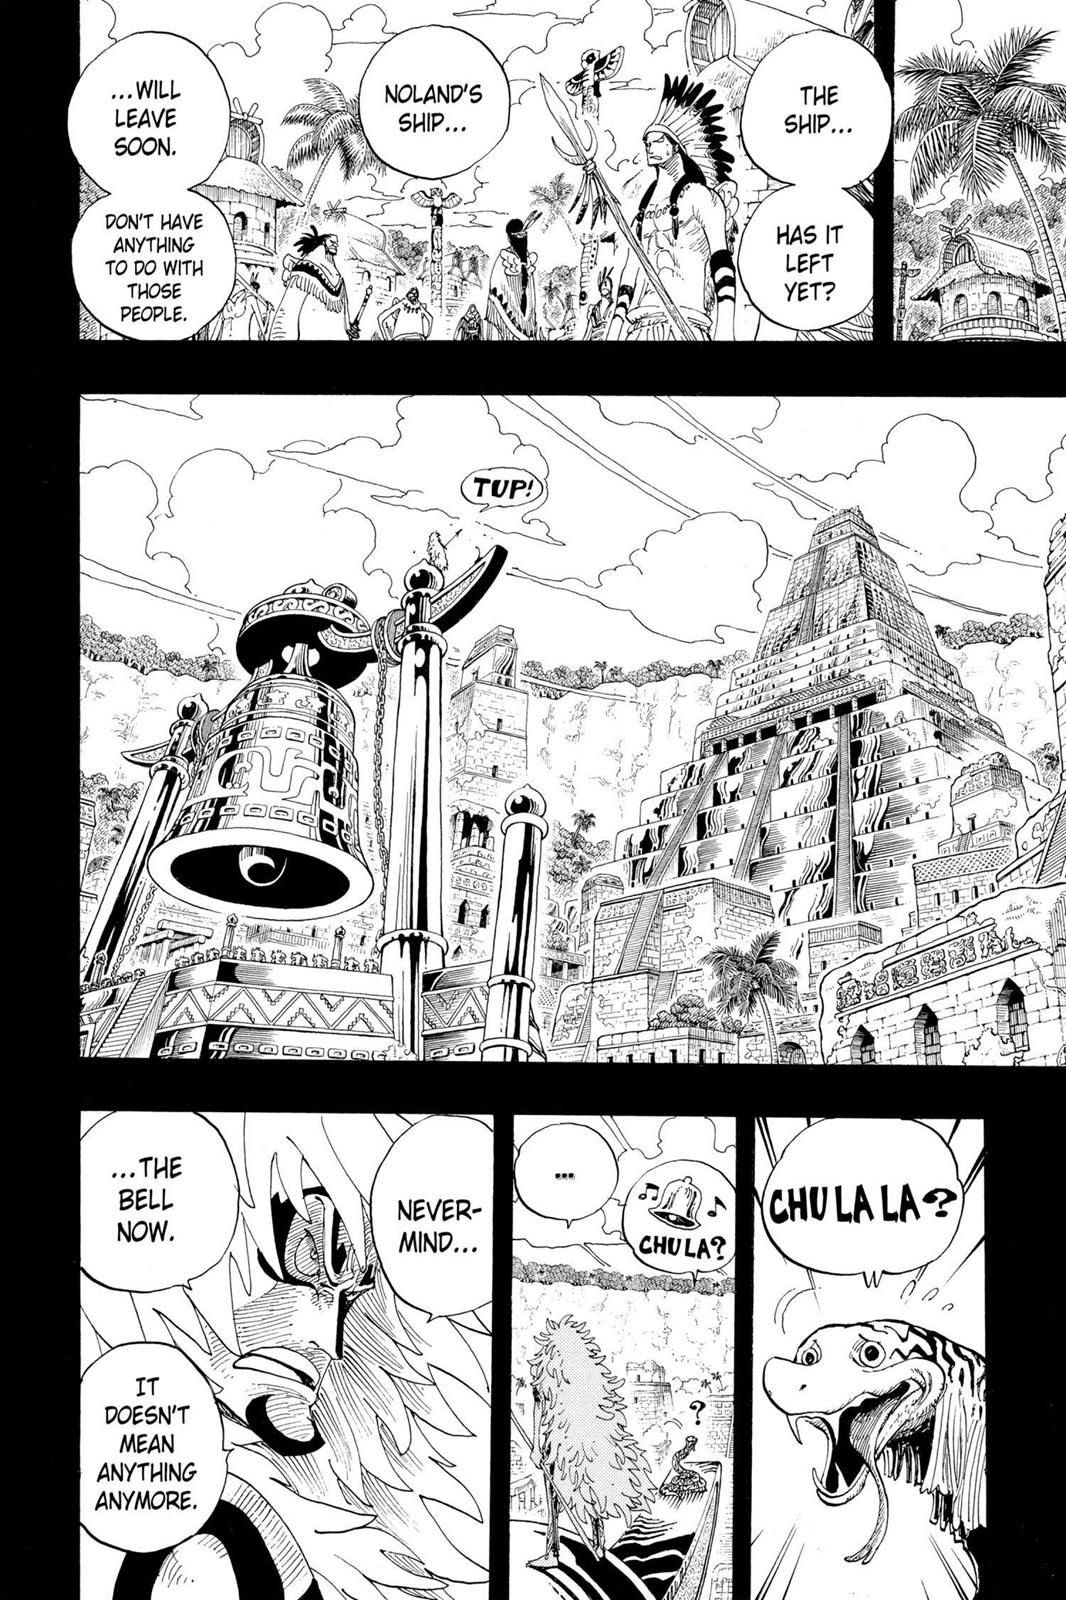 THE
SHIP...
HAS IT
LEFT
YET?
NOLAND'S
SHIP...
...WILL
LEAVE
SOON.
DON'T HAVE
ANYTHING
TO DO WITH
THOSE
PEOPLE.
TUP!
CHU LA LA?
CHU LA?
...
?
NEVER-
MIND...
...THE
BELL
NOW.
IT
DOESN'T
MEAN
ANYTHING
ANYMORE.